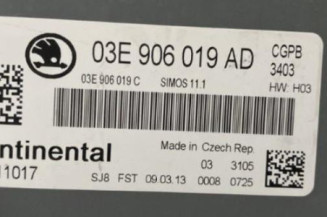 03E 906 019 AD
CGPB
3403
03E 906 019 C SIMOS 11.1
HW: H03
Made in Czech Rep.
ntinental
03 3105
11017
SJ8 FST 09.03.13 0008 0725